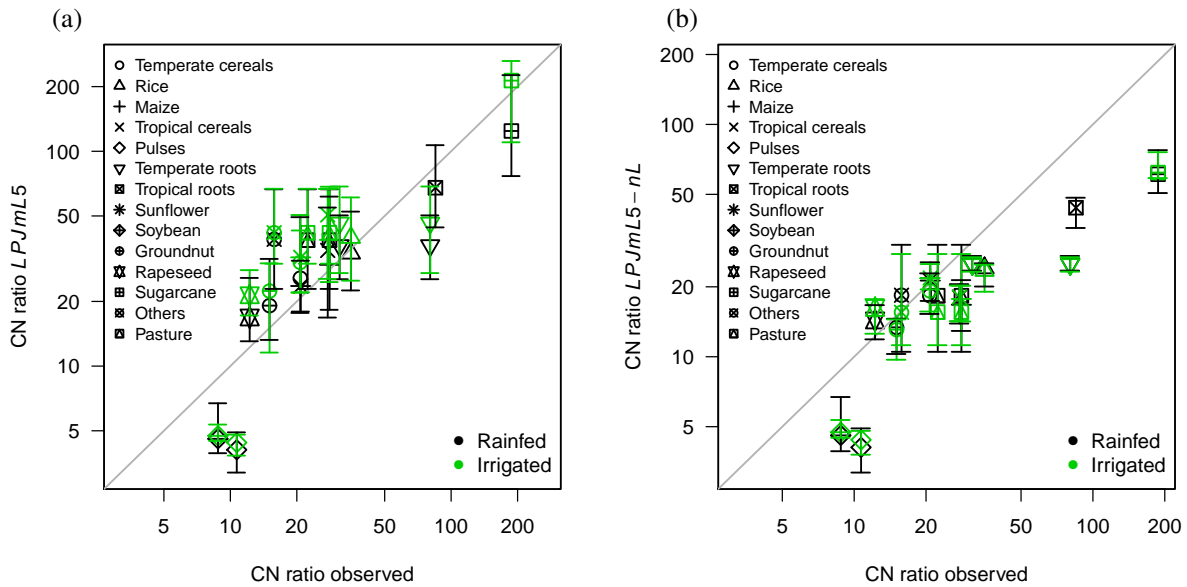 (a)
CN ratio LPJmL5
200
100
50
20
10
5
Temperate cereals
Rice
Maize
Tropical cereals
Pulses
Temperate roots
Tropical roots
Sunflower
Soybean
Groundnut
Rapeseed
Sugarcane
Others
Pasture
Rainfed
Irrigated
5 10 20 50 100 200
CN ratio observed
(b)
CN ratio LPJmL5 − nL
200
100
50
20
10
5
Temperate cereals
Rice
Maize
Tropical cereals
Pulses
Temperate roots
Tropical roots
Sunflower
Soybean
Groundnut
Rapeseed
Sugarcane
Others
Pasture
Rainfed
Irrigated
5 10 20 50 100 200
CN ratio observed